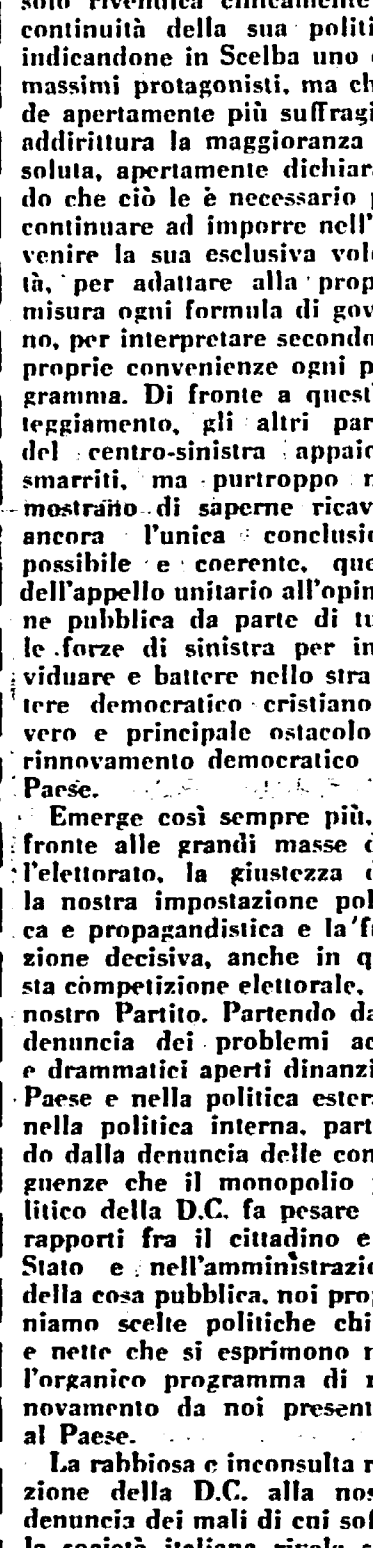 solo rivendica cinicamente
continuità della sua politi
indicandone in Scelba uno
massimi protagonisti, ma ch
de apertamente più suffragi
addirittura la maggioranza
soluta, apertamente dichiar
do che ciò le è necessario
continuare ad imporre nell'
venire la sua esclusiva vol
tà, per adattare alla prop
misura ogni formula di gov
no, per interpretare secondo
proprie convenienze ogni p
gramma. Di fronte a quest'
teggiamento, gli altri par
del centro-sinistra appaio
smarriti, ma purtroppo n
mostrano di saperne ricav
ancora l'unica conclusio
possibile e coerente, que
dell'appello unitario all'opin
ne pubblica da parte di tu
le forze di sinistra per in
viduare e battere nello stra
tere democratico cristiano
vero e principale ostacolo
rinnovamento democratico
Paese.
Emerge così sempre più,
fronte alle grandi masse d
l'elettorato, la giustezza d
la nostra impostazione pol
ca e propagandistica e la f
zione decisiva, anche in q
sta competizione elettorale,
nostro Partito. Partendo da
denuncia dei problemi ac
e drammatici aperti dinanzi
Paese e nella politica ester
nella politica interna, part
do dalla denuncia delle con
guenze che il monopolio p
litico della D.C. fa pesare
rapporti fra il cittadino e
Stato e nell'amministrazio
della cosa pubblica, noi prop
niamo scelte politiche chi
e nette che si esprimono n
l'organico programma di r
novamento da noi present
al Paese.
La rabbiosa e inconsulta r
zione della D.C. alla nos
denuncia dei mali di cui sof
la società italiana rivela